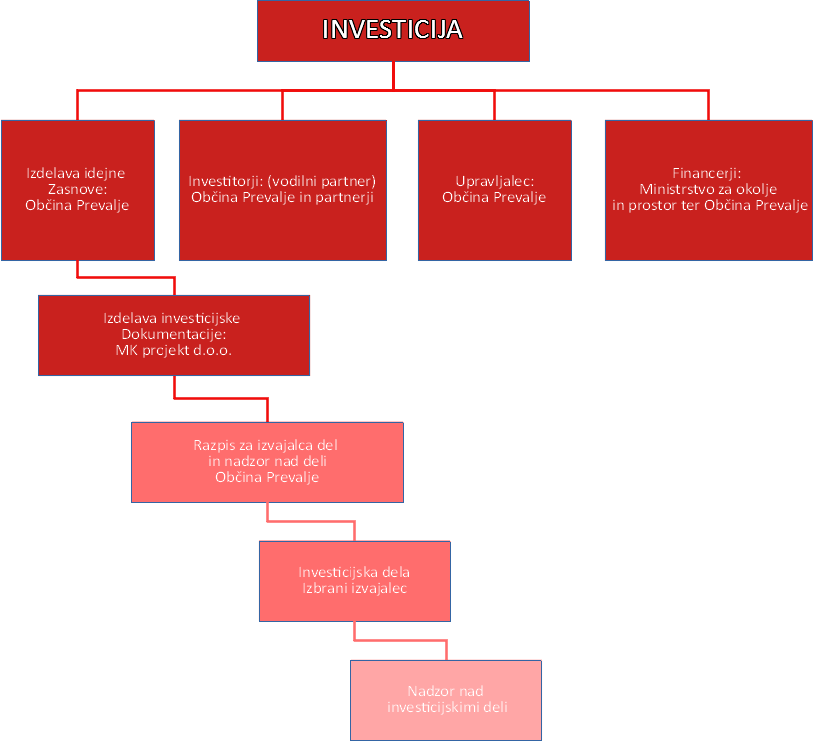 INVESTICIJA
Izdelava idejne
Zasnove:
Občina Prevalje
Investitorji: (vodilni partner)
Občina Prevalje in partnerji
Upravljalec:
Občina Prevalje
Financerji:
Ministrstvo za okolje
in prostor ter Občina Prevalje
Izdelava investicijske
Dokumentacije:
MK projekt d.o.o.
Razpis za izvajalca del
in nadzor nad deli
Občina Prevalje
Investicijska dela
Izbrani izvajalec
Nadzor nad
investicijskimi deli